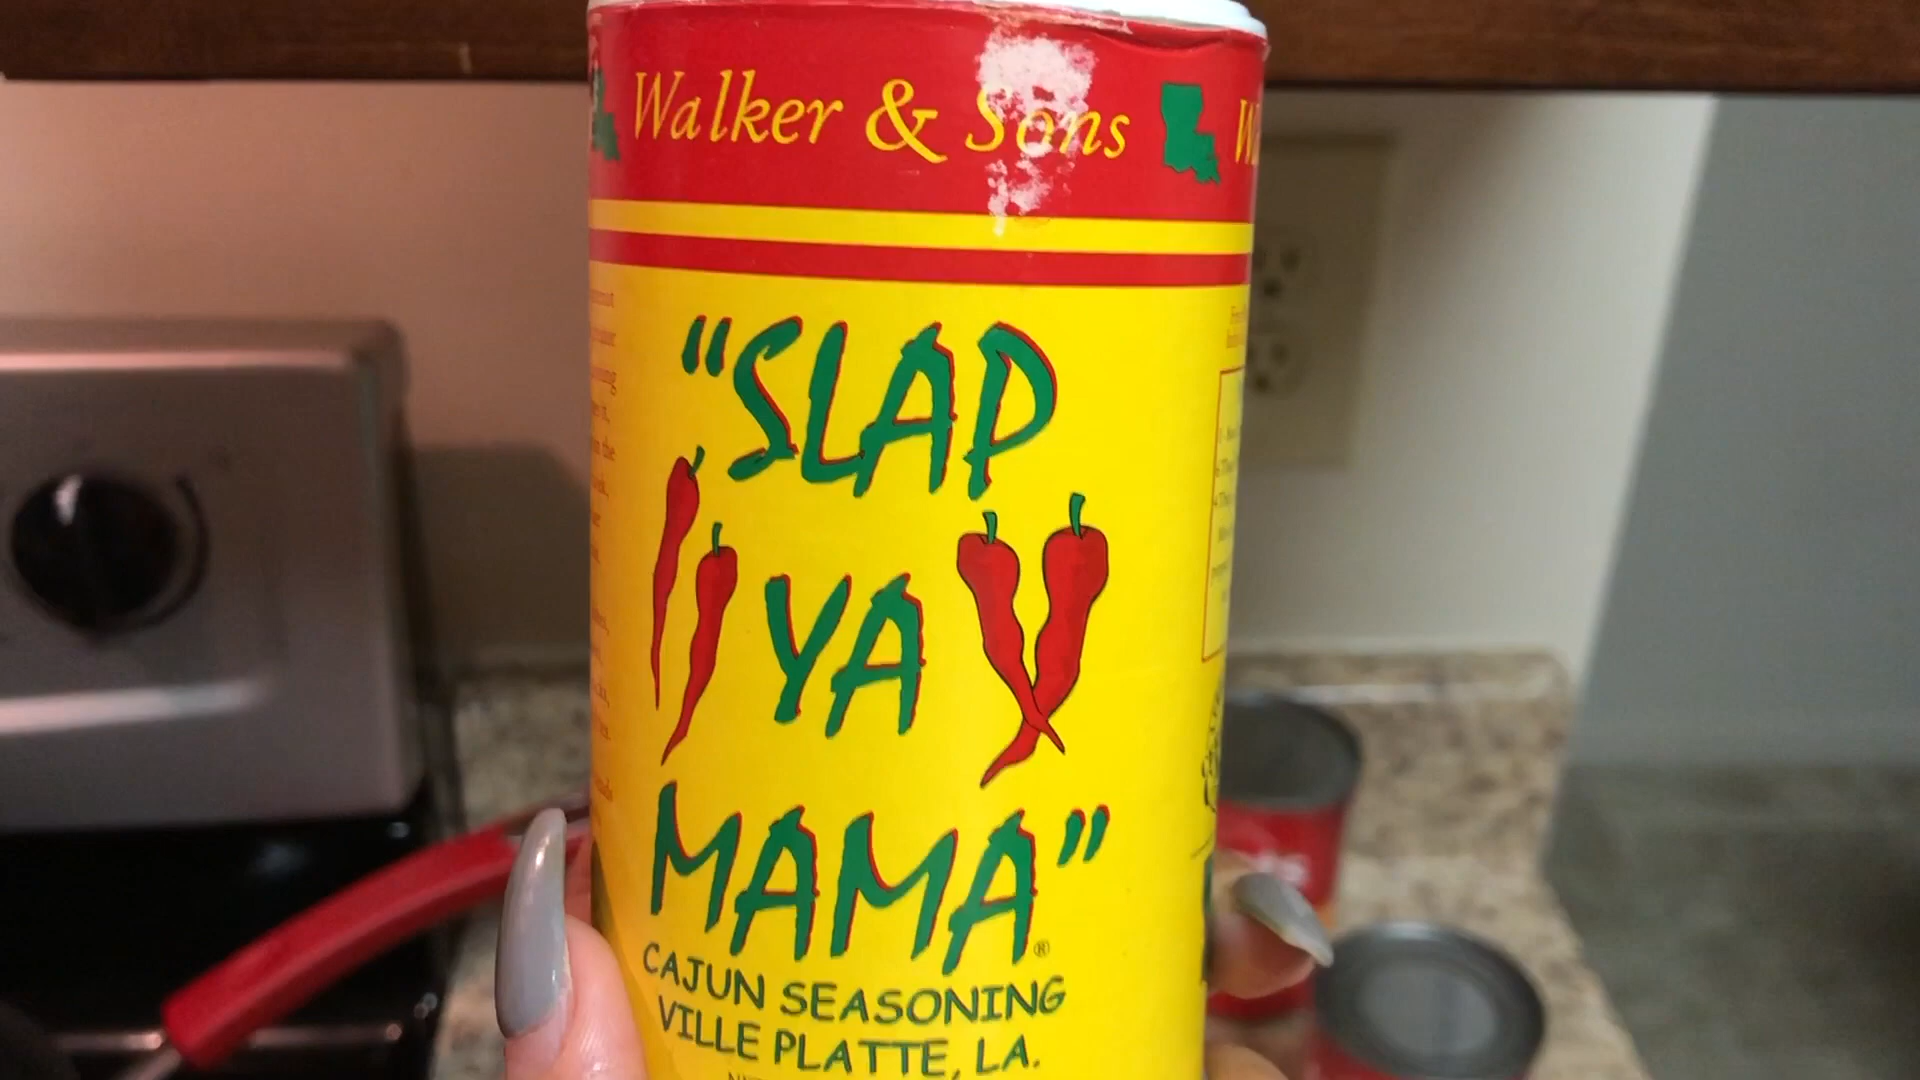 Walker & Sons
"SLAP
YA
MAMA"®
CAJUN SEASONING
VILLE PLATTE, LA.